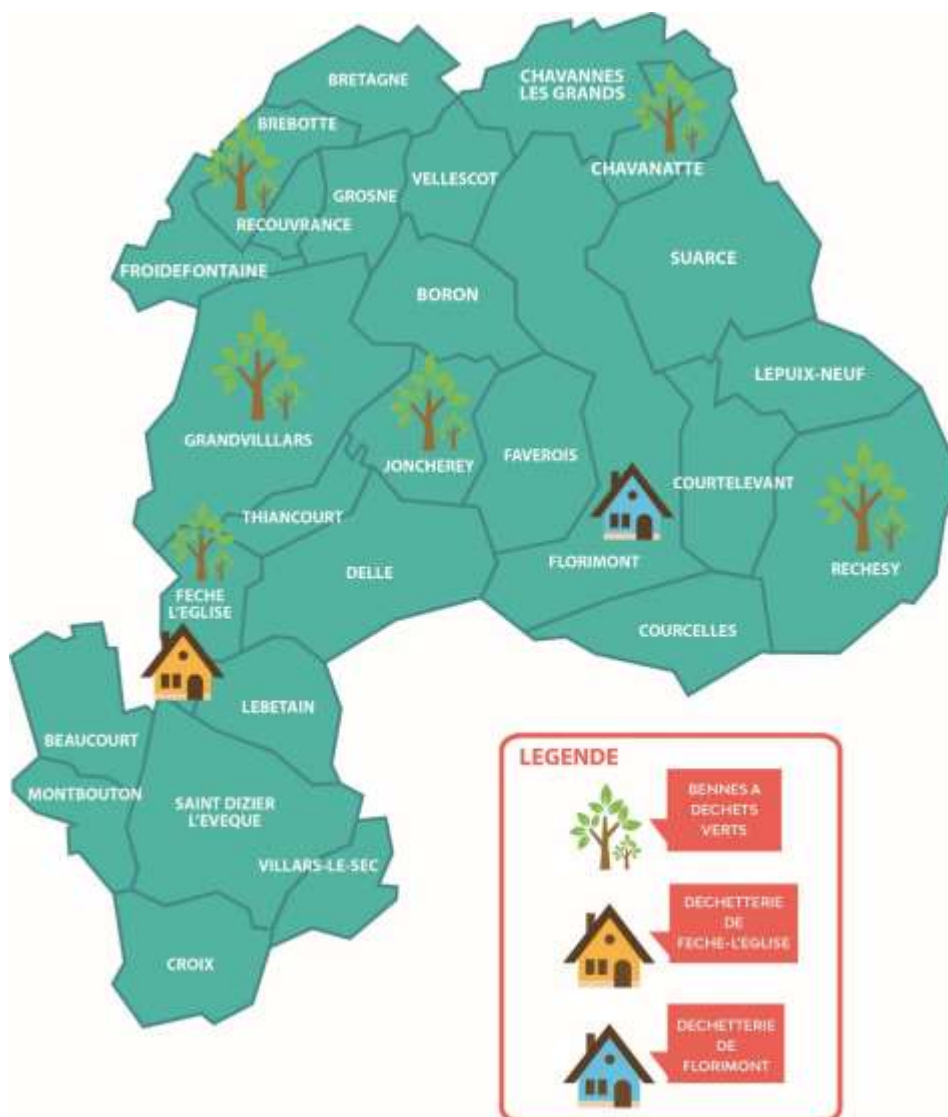 BRETAGNE
CHAVANNES
LES GRANDS
BREBOTTE
CHAVANATTE
VELLESCOT
GROSNE
RECOUVRANCE
SUARCE
FROIDEFONTAINE
BORON
LEPUIX-NEUF
GRANDVILLLARS
JONCHEREY
FAVEROIS
COURTELEVANT
THIANCOURT
FLORIMONT
RECHESY
DELLE
FECHE
L'EGLISE
COURCELLES
LEBETAIN
BEAUCOURT
MONTBOUTON
SAINT DIZIER
L'EVEQUE
VILLARS-LE-SEC
CROIX
LEGENDE
BENNES A
DECHETS
VERTS
DECHETTERIE
DE
FECHE-L'EGLISE
DECHETTERIE
DE
FLORIMONT